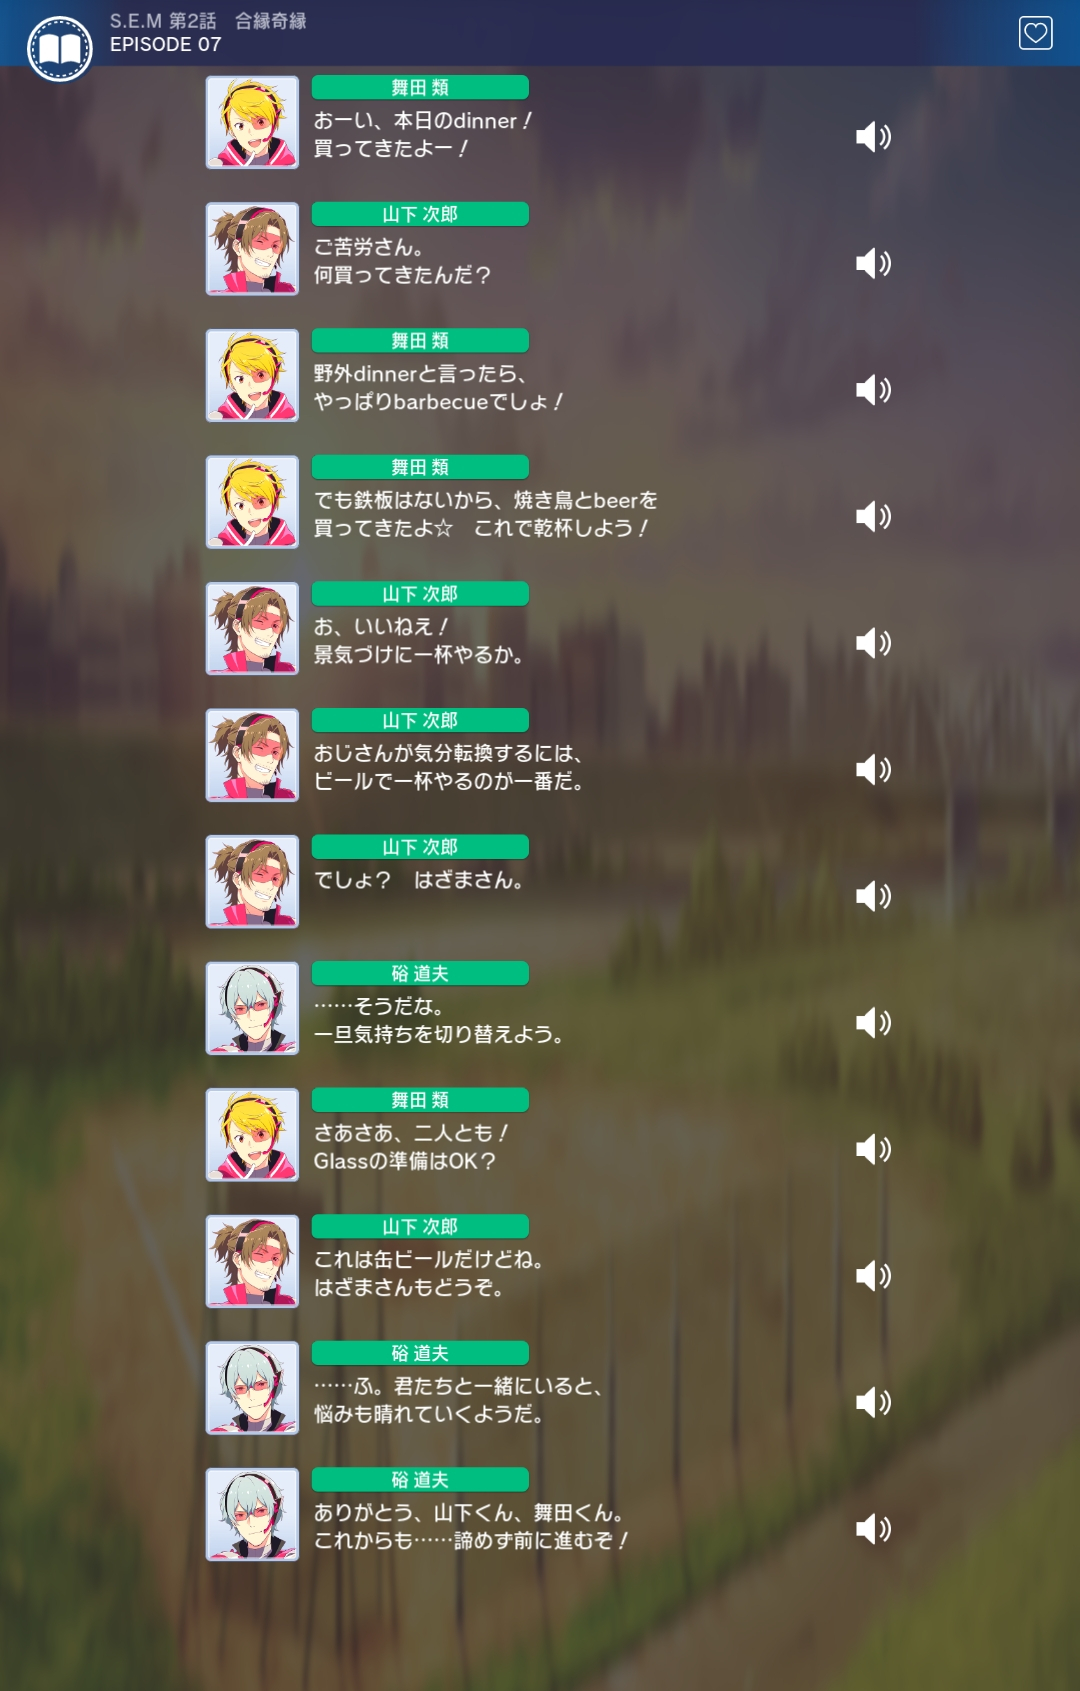 S.E.M 第2話　合縁奇縁
EPISODE 07
舞田 類
おーい、本日のdinner！
買ってきたよー！
山下 次郎
ご苦労さん。
何買ってきたんだ？
舞田 類
野外dinnerと言ったら、
やっぱりbarbecueでしょ！
舞田 類
でも鉄板はないから、焼き鳥とbeerを
買ってきたよ☆　これで乾杯しよう！
山下 次郎
お、いいねえ！
景気づけに一杯やるか。
山下 次郎
おじさんが気分転換するには、
ビールで一杯やるのが一番だ。
山下 次郎
でしょ？　はざまさん。
硲 道夫
……そうだな。
一旦気持ちを切り替えよう。
舞田 類
さあさあ、二人とも！
Glassの準備はOK？
山下 次郎
これは缶ビールだけどね。
はざまさんもどうぞ。
硲 道夫
……ふ。君たちと一緒にいると、
悩みも晴れていくようだ。
硲 道夫
ありがとう、山下くん、舞田くん。
これからも……諦めず前に進むぞ！